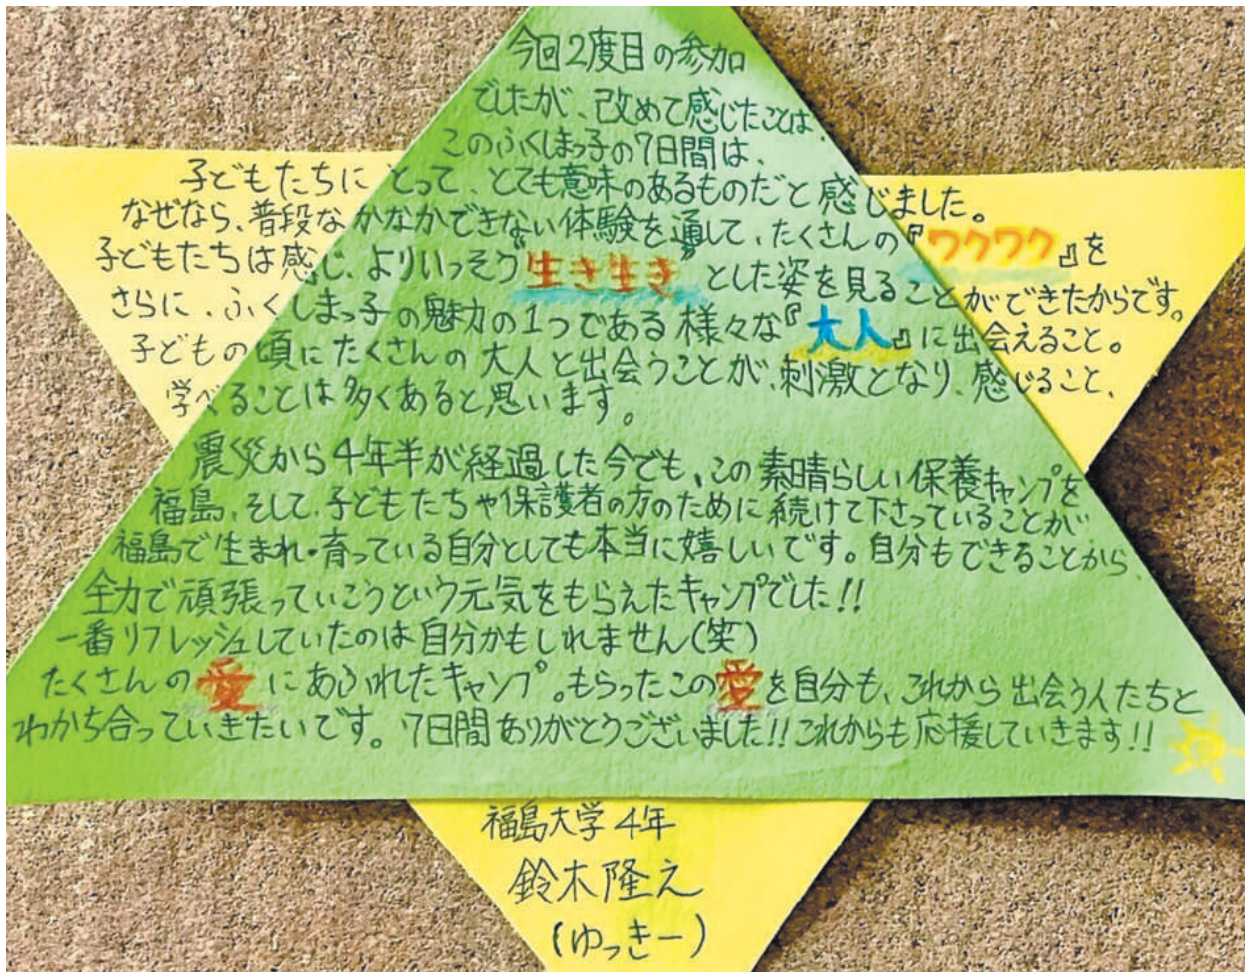 今回2度目の参加
でしたが、改めて感じたことは、
このふくしまっ子の7日間は、
子どもたちにとって、とても意味のあるものだと感じました。
なぜなら、普段なかなかできない体験を通して、たくさんの『ワクワク』を
子どもたちは感じ、よりいっそう"生き生き"とした姿を見ることができたからです。
さらに、ふくしまっ子の魅力の1つである様々な『大人』に出会えること。
子どもの頃にたくさんの大人と出会うことが、刺激となり、感じること、
学べることは多くあると思います。
震災から4年半が経過した今でも、この素晴らしい保養キャンプを
福島、そして、子どもたちや保護者の方のために続けて下さっていることが
福島で生まれ・育っている自分としても本当に嬉しいです。自分もできることから、
全力で頑張っていこうという元気をもらえたキャンプでした!!
一番リフレッシュしていたのは自分かもしれません(笑)
たくさんの愛にあふれたキャンプ。もらったこの愛を自分も、これから出会う人たちと
わかち合っていきたいです。7日間ありがとうございました!!これからも応援していきます!!
福島大学4年
鈴木隆之
(ゆっきー)